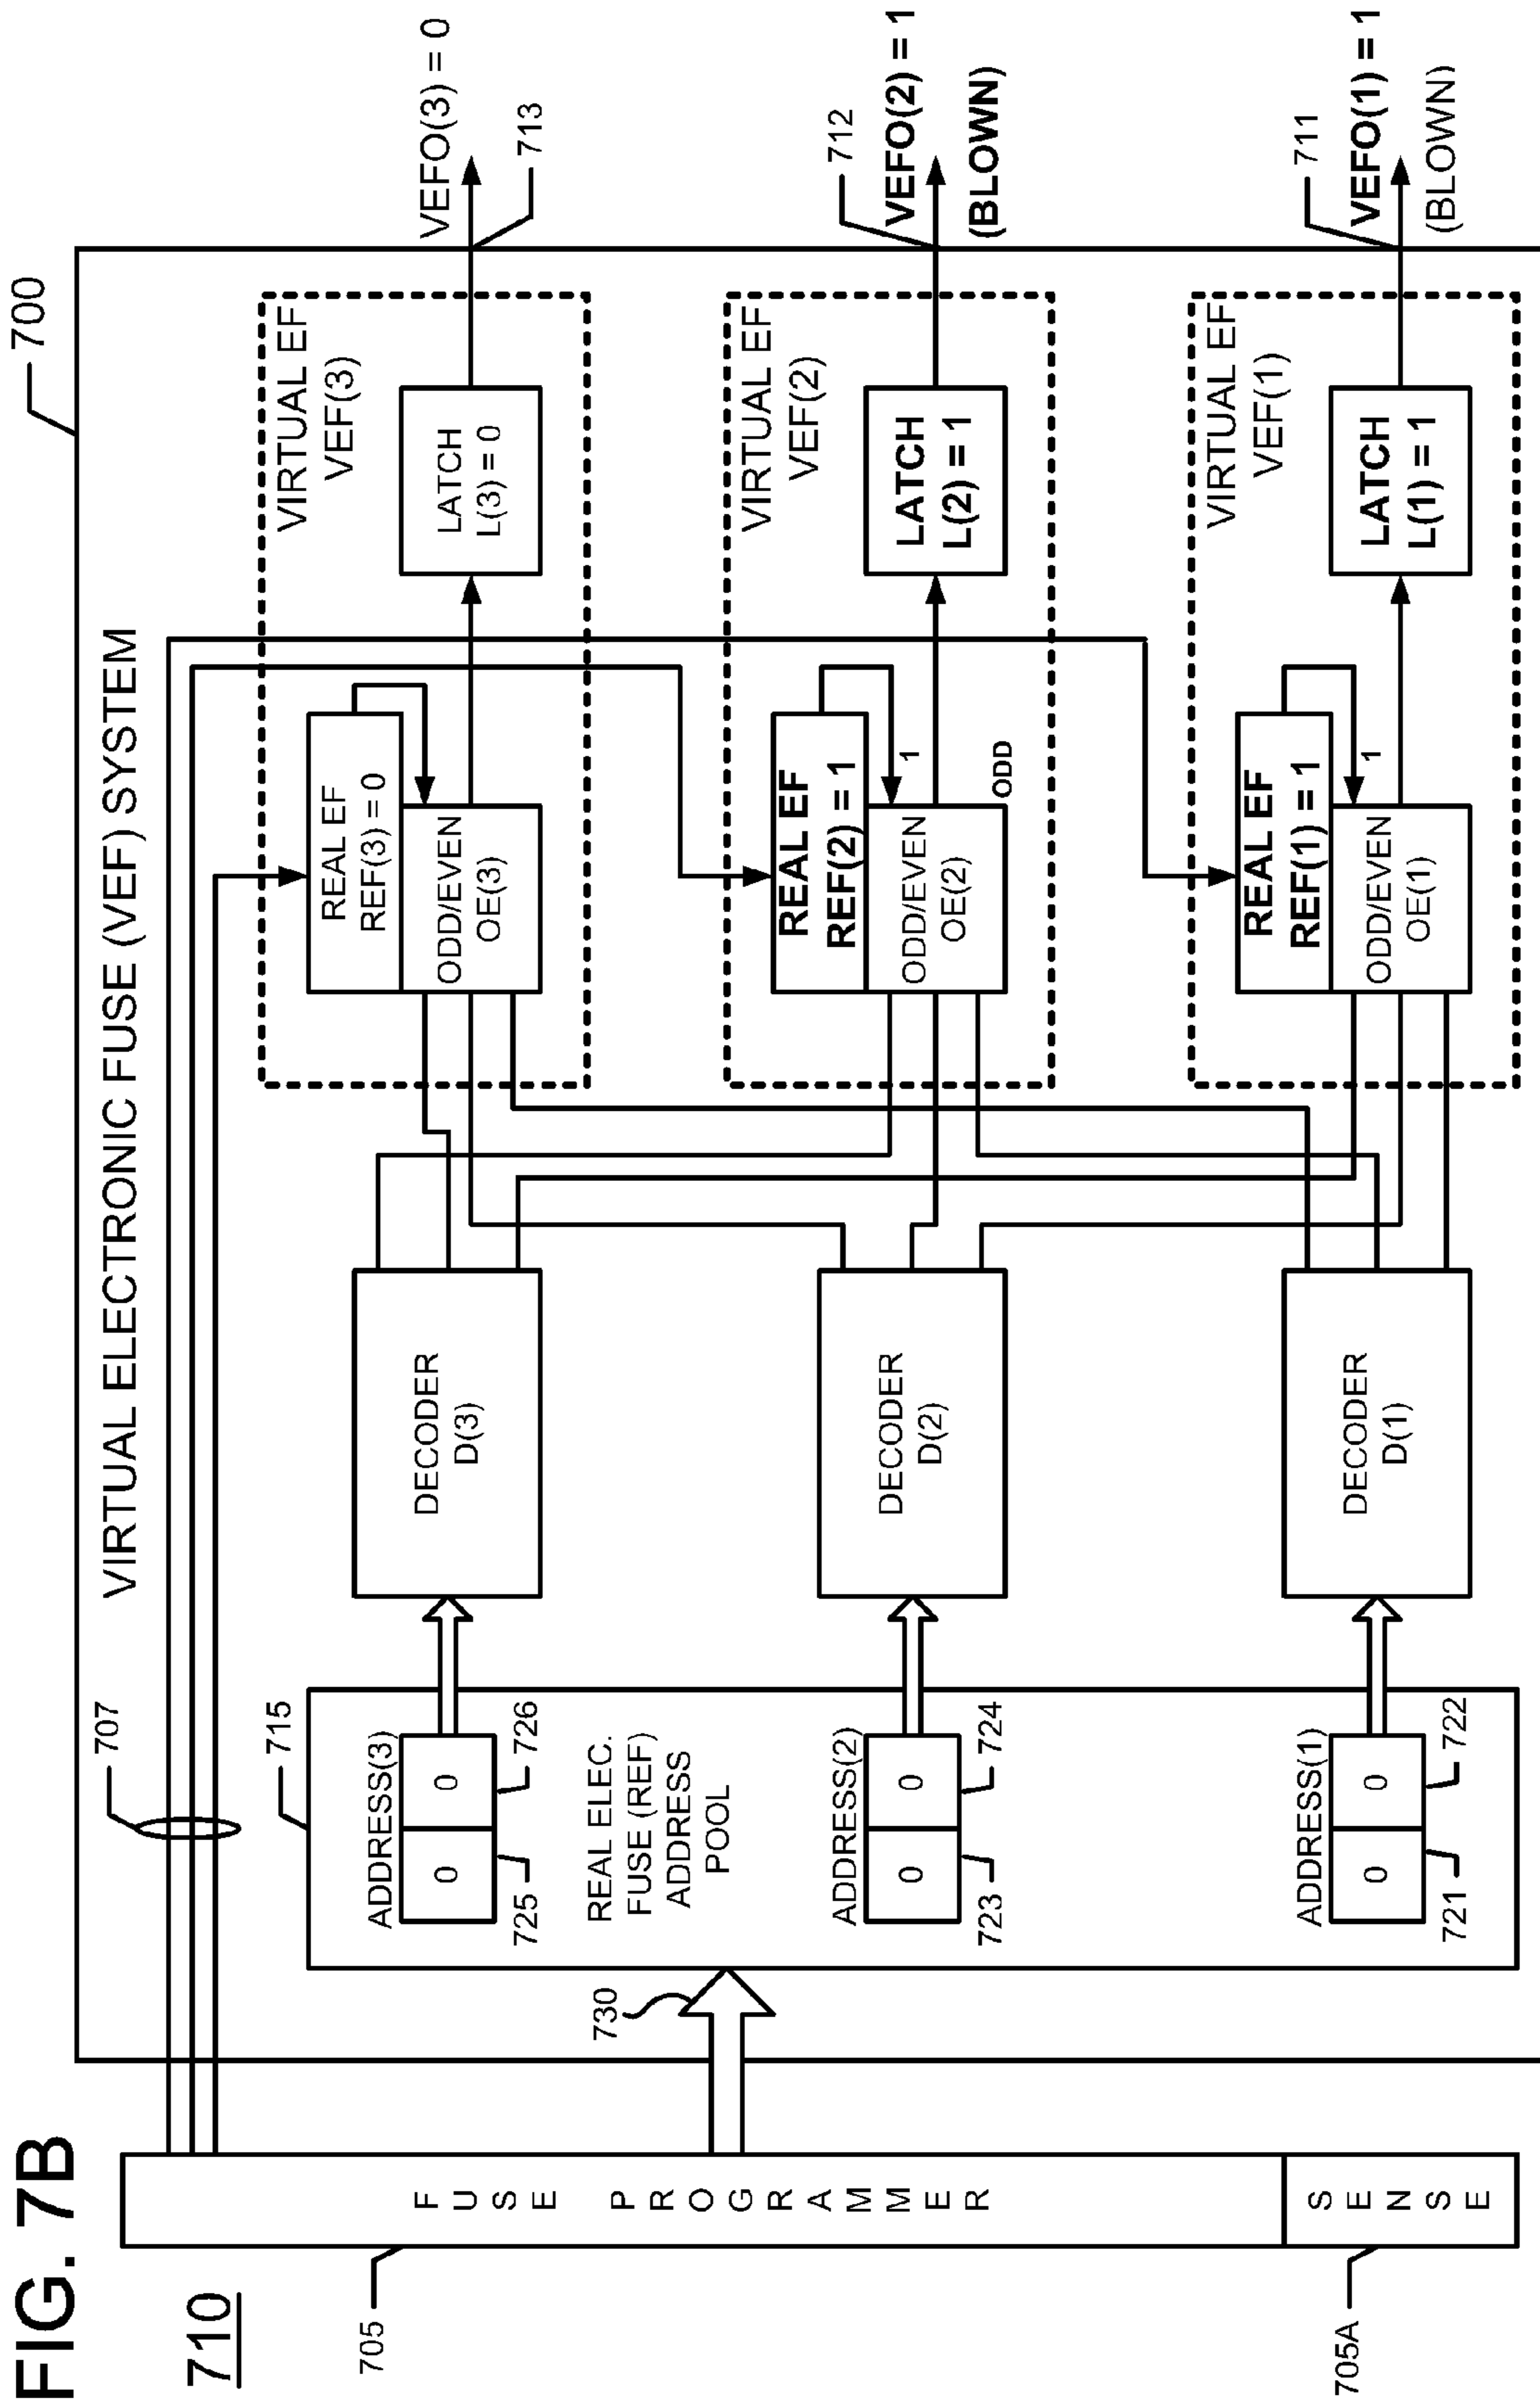 FIG. 7B
710
700
VIRTUAL ELECTRONIC FUSE (VEF) SYSTEM
707
705
FUSE PROGRAMMER
705A
SENSE
730
715
ADDRESS(3)
0 0
725
726
REAL ELEC.
FUSE (REF)
ADDRESS
POOL
ADDRESS(2)
0 0
723
724
ADDRESS(1)
0 0
721
722
DECODER
D(3)
DECODER
D(2)
DECODER
D(1)
VIRTUAL EF
VEF(3)
REAL EF
REF(3) = 0
ODD/EVEN
OE(3)
LATCH
L(3) = 0
VEFO(3) = 0
713
VIRTUAL EF
VEF(2)
REAL EF
REF(2) = 1
1
ODD/EVEN
OE(2)
ODD
LATCH
L(2) = 1
712
VEFO(2) = 1
(BLOWN)
VIRTUAL EF
VEF(1)
REAL EF
REF(1) = 1
1
ODD/EVEN
OE(1)
LATCH
L(1) = 1
711
VEFO(1) = 1
(BLOWN)